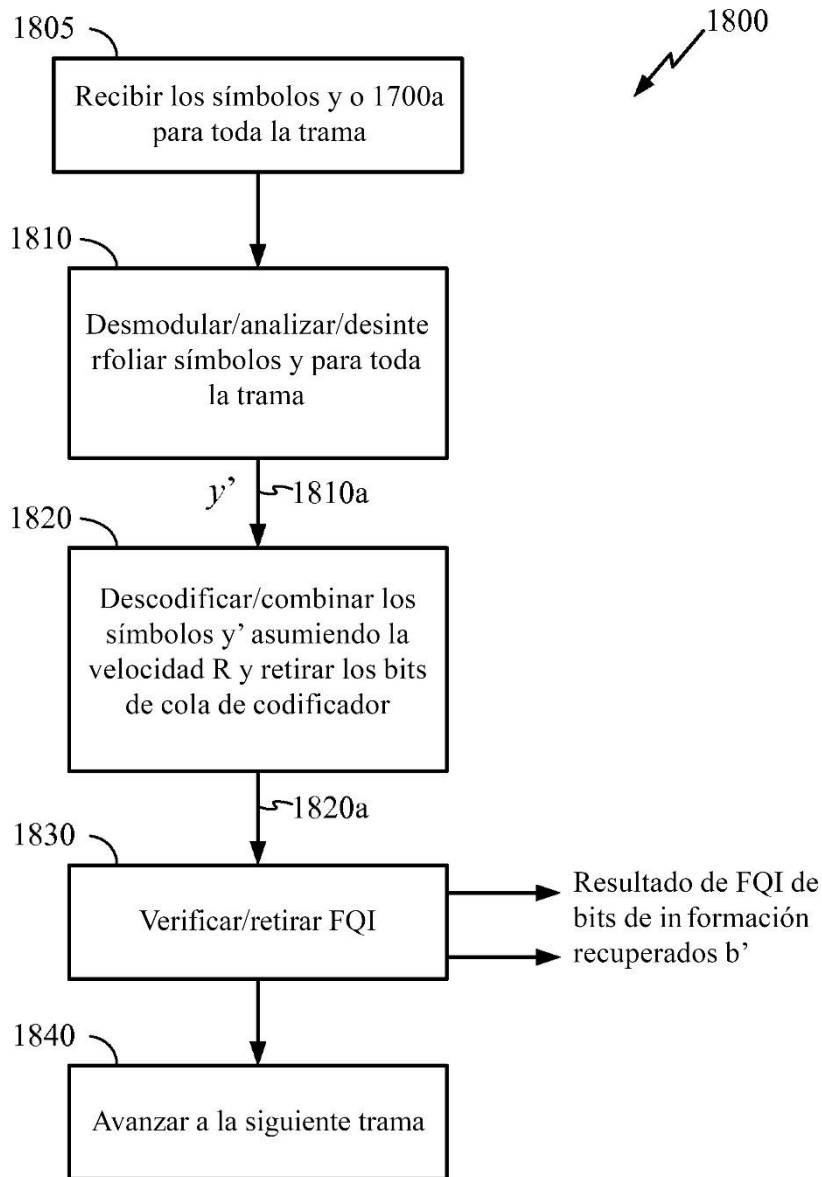 1805
1800
Recibir los símbolos y o 1700a
para toda la trama
1810
Desmodular/analizar/desinte
rfoliar símbolos y para toda
la trama
y’
1810a
1820
Descodificar/combinar los
símbolos y’ asumiendo la
velocidad R y retirar los bits
de cola de codificador
1820a
1830
Verificar/retirar FQI
Resultado de FQI de
bits de in formación
recuperados b’
1840
Avanzar a la siguiente trama